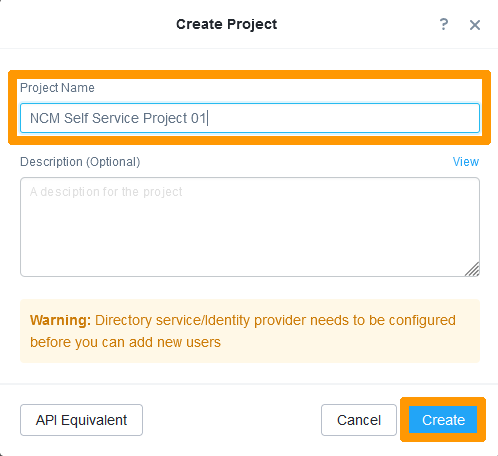 Create Project
?
Project Name
NCM Self Service Project 01
Description (Optional)
View
A desciption for the project
Warning: Directory service/Identity provider needs to be configured
before you can add new users
API Equivalent
Cancel
Create